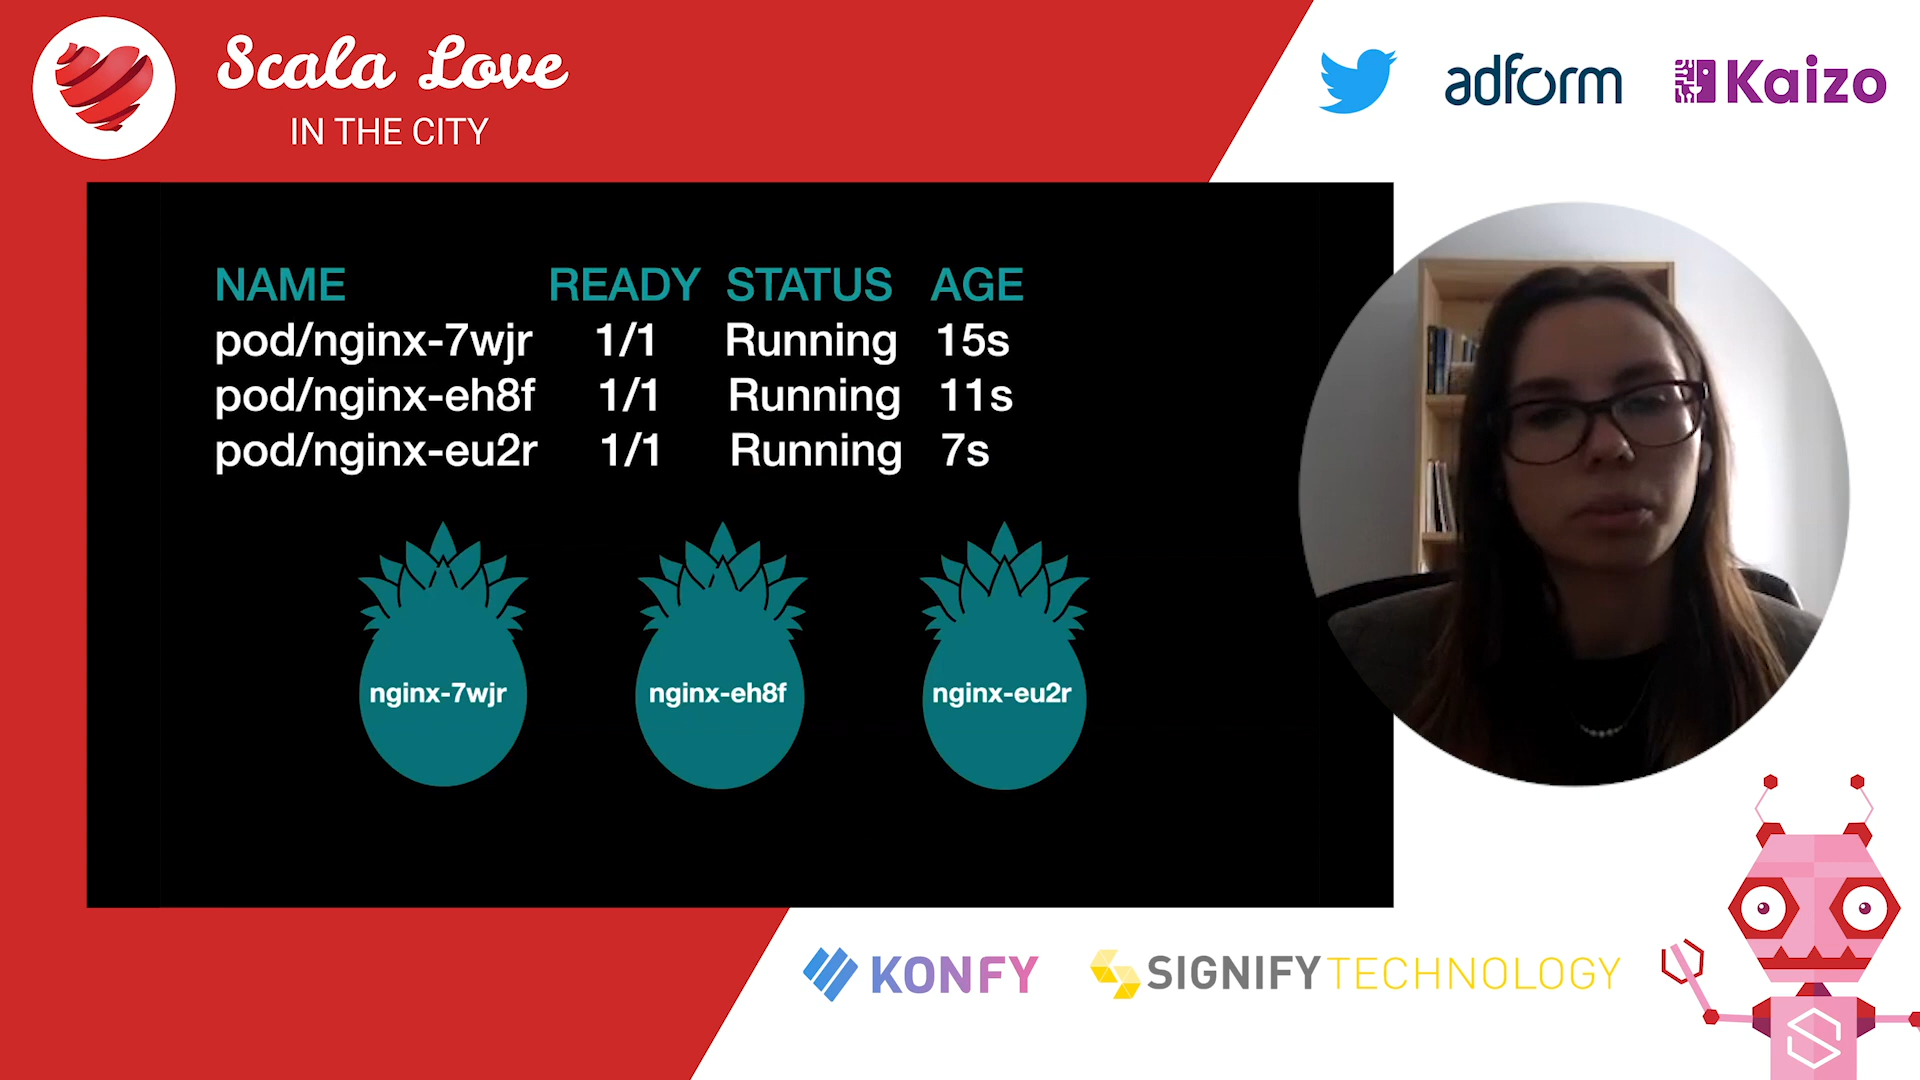 Scala Love
IN THE CITY
adform
Kaizo
NAME READY STATUS AGE
pod/nginx-7wjr 1/1 Running 15s
pod/nginx-eh8f 1/1 Running 11s
pod/nginx-eu2r 1/1 Running 7s
nginx-7wjr
nginx-eh8f
nginx-eu2r
KONFY
SIGNIFY TECHNOLOGY